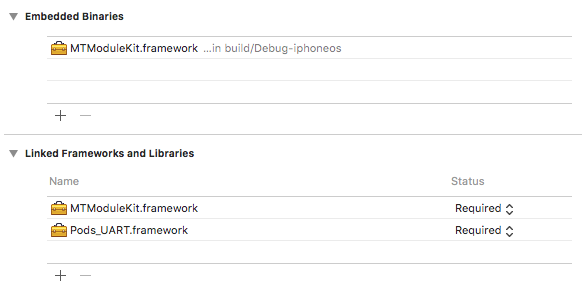 Embedded Binaries
MTModuleKit.framework ...in build/Debug-iphoneos
Linked Frameworks and Libraries
Name Status
MTModuleKit.framework Required
Pods_UART.framework Required